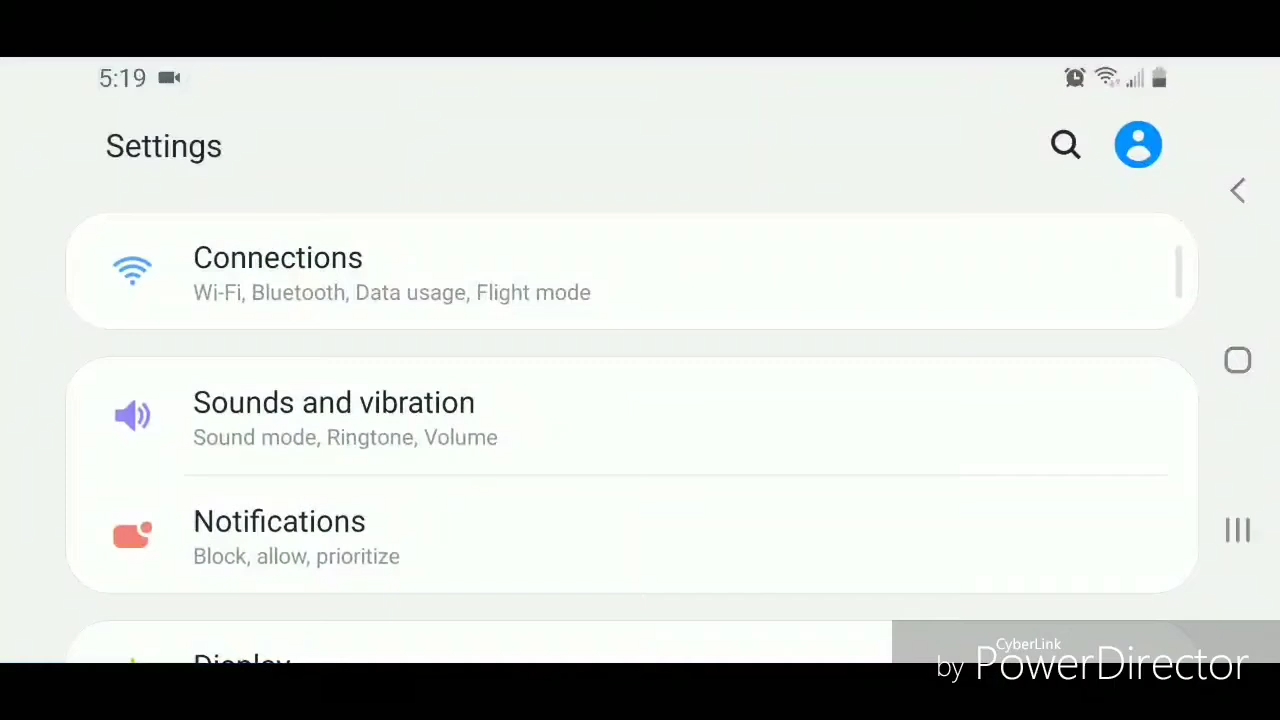 5:19
Settings
Connections
Wi-Fi, Bluetooth, Data usage, Flight mode
Sounds and vibration
Sound mode, Ringtone, Volume
Notifications
Block, allow, prioritize
Display
CyberLink
by PowerDirector